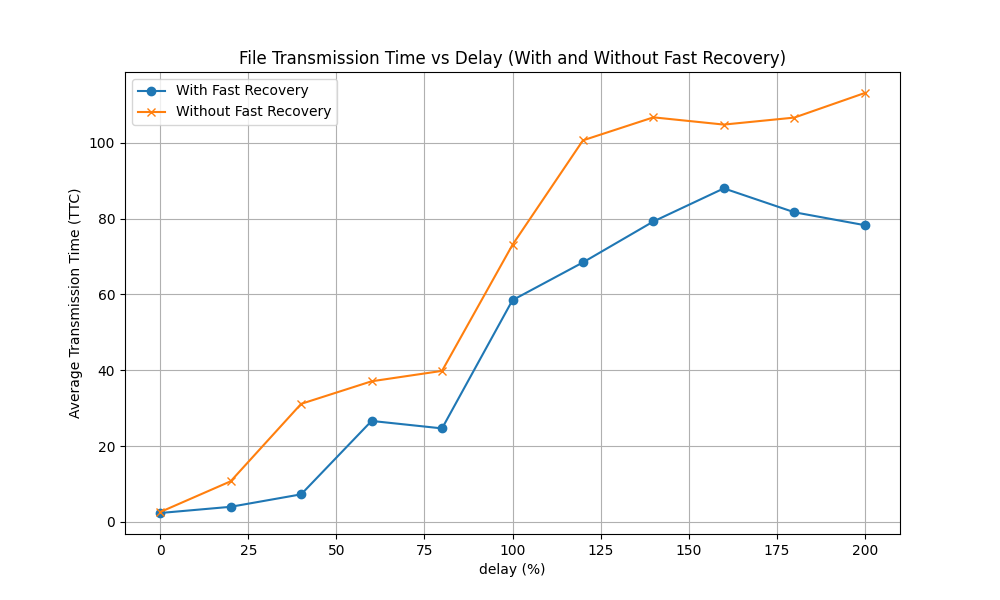 File Transmission Time vs Delay (With and Without Fast Recovery)
With Fast Recovery
Without Fast Recovery
Average Transmission Time (TTC)
100
80
60
40
20
0
0 25 50 75 100 125 150 175 200
delay (%)